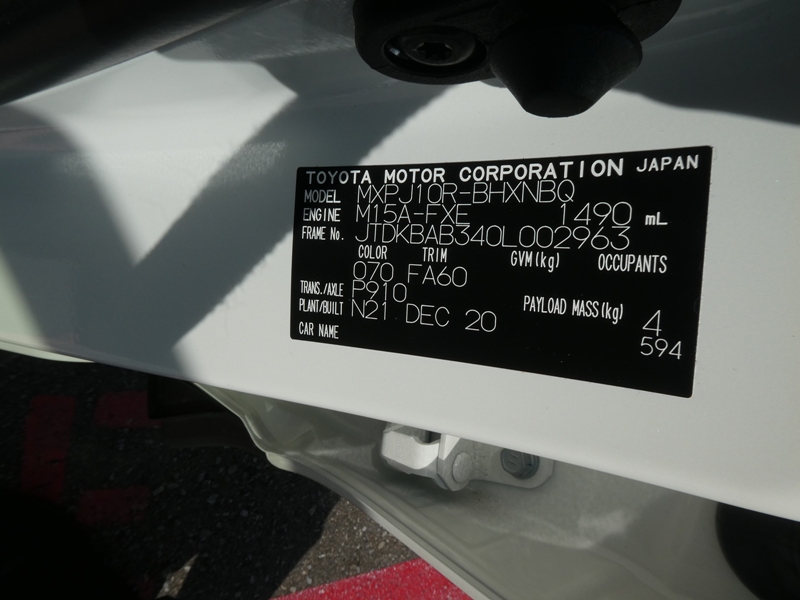 TOYOTA MOTOR CORPORATION JAPAN
MODEL MXPJ10R-BHXNBQ
ENGINE M15A-FXE 1490 mL
FRAME No. JTDKBAB340L002963
COLOR TRIM GVM(kg) OCCUPANTS
070 FA60
TRANS./AXLE P910
PLANT/BUILT N21 DEC 20 PAYLOAD MASS(kg) 4
CAR NAME 594